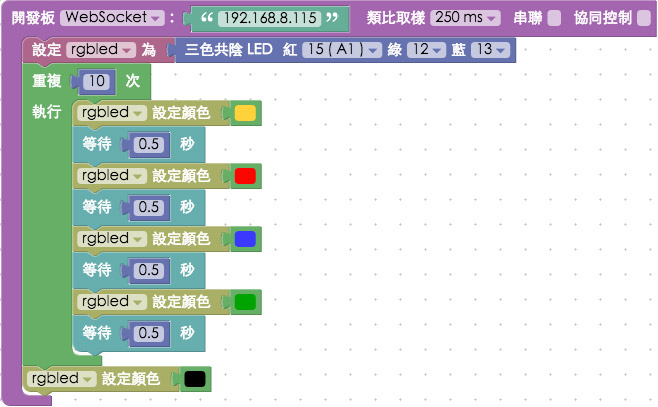 開發板 WebSocket : “ 192.168.8.115 ” 類比取樣 250 ms 串聯 協同控制
設定 rgbled 為 三色共陰 LED 紅 15 ( A1 ) 綠 12 藍 13
重複 10 次
執行 rgbled 設定顏色
等待 0.5 秒
rgbled 設定顏色
等待 0.5 秒
rgbled 設定顏色
等待 0.5 秒
rgbled 設定顏色
等待 0.5 秒
rgbled 設定顏色